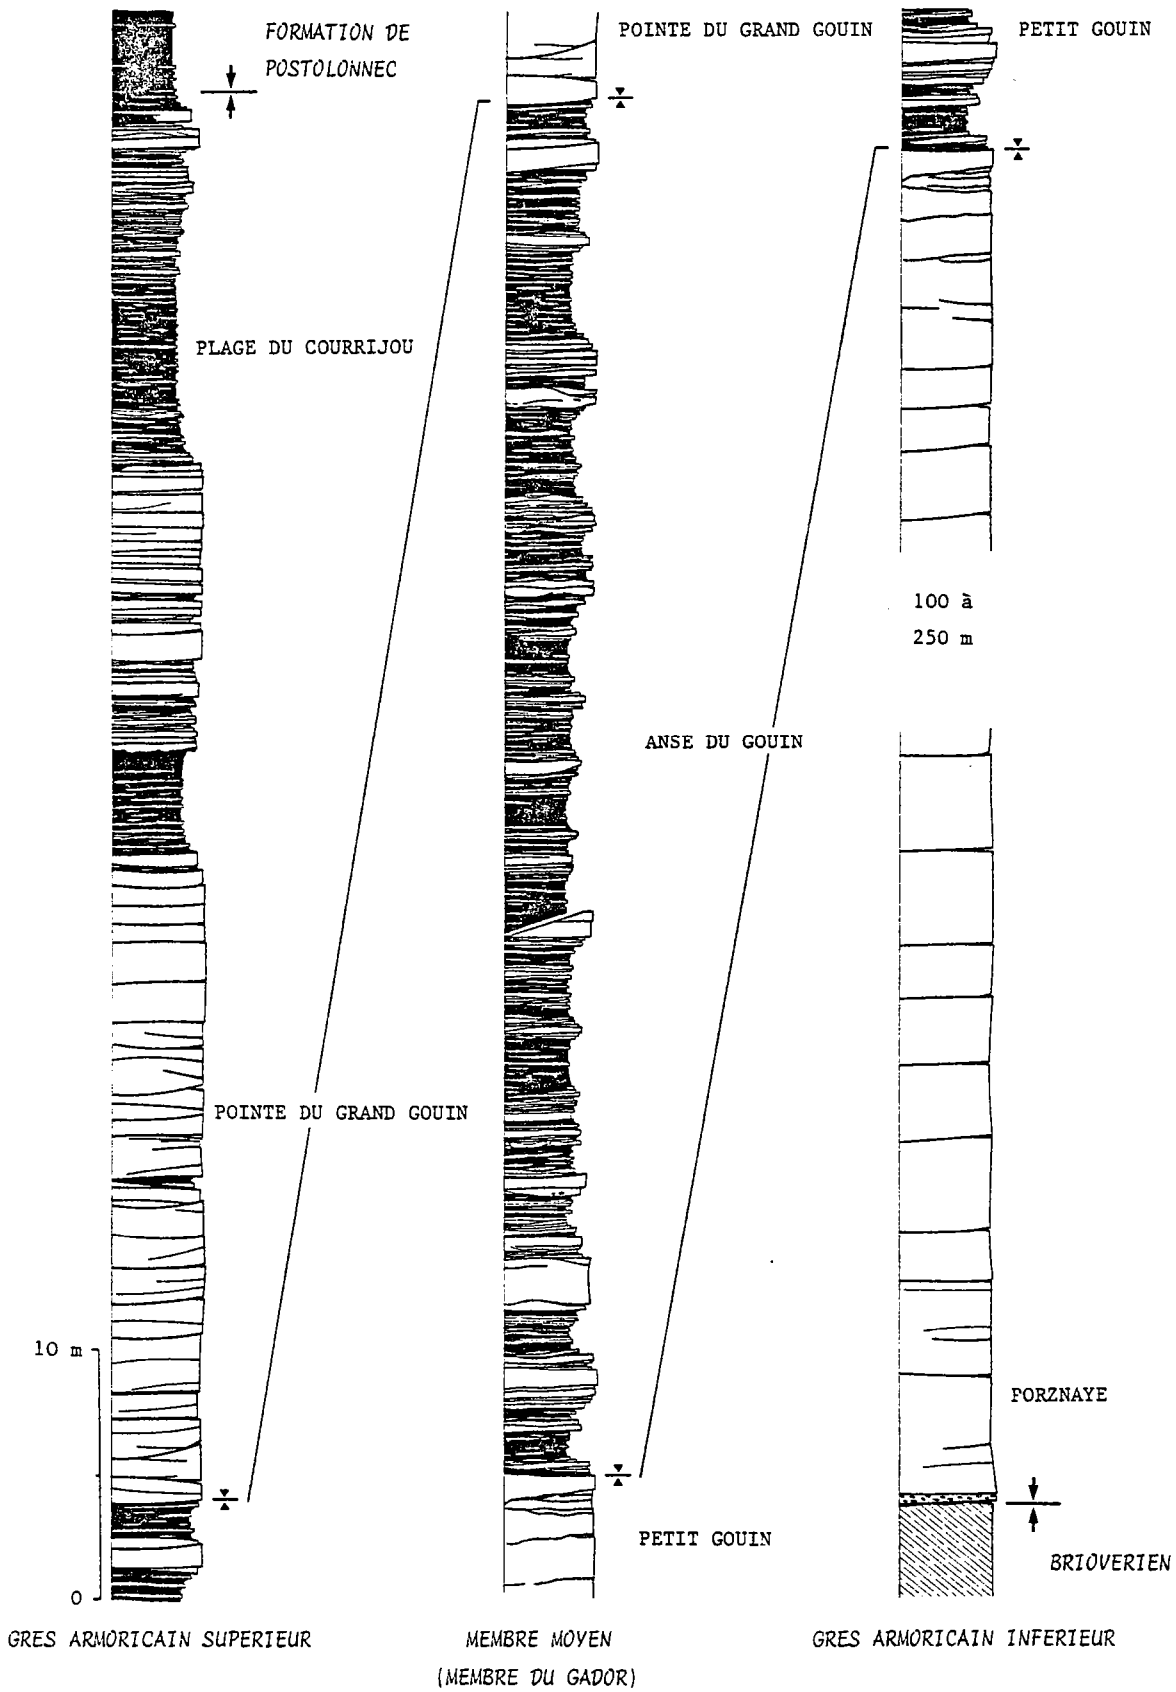 FORMATION DE
POSTOLONNEC
POINTE DU GRAND GOUIN
PETIT GOUIN
PLAGE DU COURRIJOU
100 à
250 m
ANSE DU GOUIN
POINTE DU GRAND GOUIN
10 m
PORZNAYE
PETIT GOUIN
BRIOVERIEN
0
GRES ARMORICAIN SUPERIEUR
MEMBRE MOYEN
(MEMBRE DU GADOR)
GRES ARMORICAIN INFERIEUR